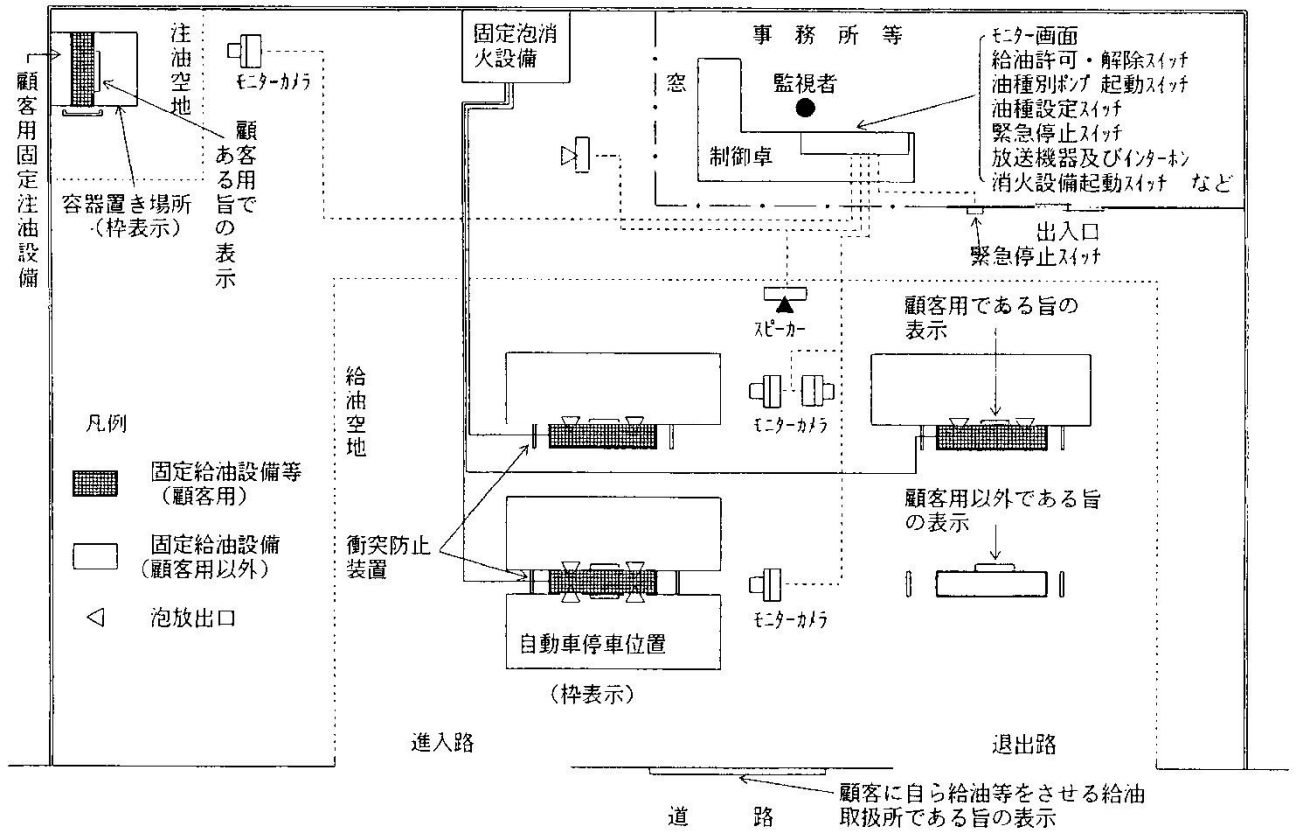 固定泡消
火設備
事務所等
モニター画面
給油許可・解除スイッチ
油種別ポンプ起動スイッチ
油種設定スイッチ
緊急停止スイッチ
放送機器及びインターホン
消火設備起動スイッチ など
窓
監視者
制御卓
出入口
緊急停止スイッチ
注油空地
モニターカメラ
顧客用固定注油設備
顧客用で
ある旨の表示
容器置き場所
(枠表示)
スピーカー
顧客用である旨の
表示
給油空地
モニターカメラ
凡例
固定給油設備等
(顧客用)
固定給油設備
(顧客用以外)
泡放出口
衝突防止
装置
顧客用以外である旨
の表示
モニターカメラ
自動車停車位置
(枠表示)
進入路
退出路
道路
顧客に自ら給油等をさせる給油
取扱所である旨の表示